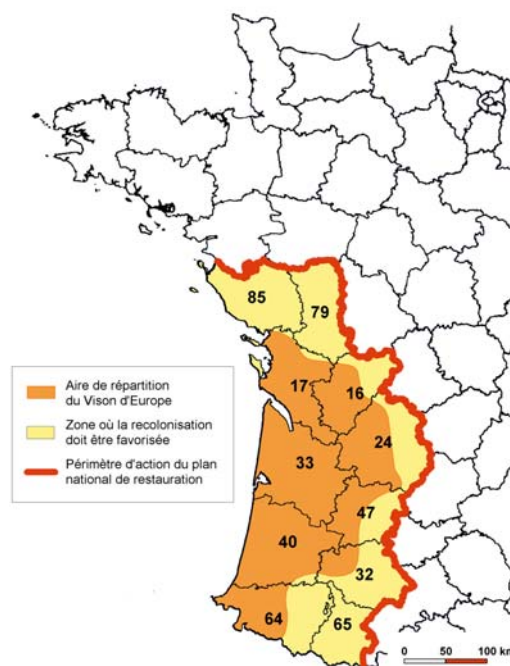 85
79
17
16
24
33
47
40
32
64
65
Aire de répartition
du Vison d'Europe
Zone où la recolonisation
doit être favorisée
Périmètre d'action du plan
national de restauration
0 50 100 km